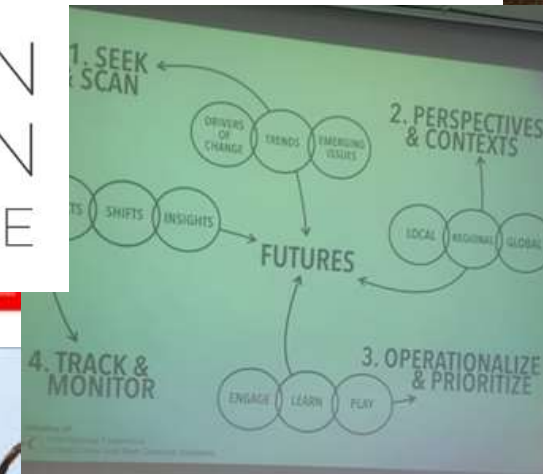 N
N
E
1. SEEK
& SCAN
DRIVERS
OF
CHANGE
TRENDS
EMERGING
ISSUES
2. PERSPECTIVES
& CONTEXTS
LOCAL
REGIONAL
GLOBAL
TS
SHIFTS
INSIGHTS
FUTURES
4. TRACK &
MONITOR
ENGAGE
LEARN
PLAY
3. OPERATIONALIZE
& PRIORITIZE